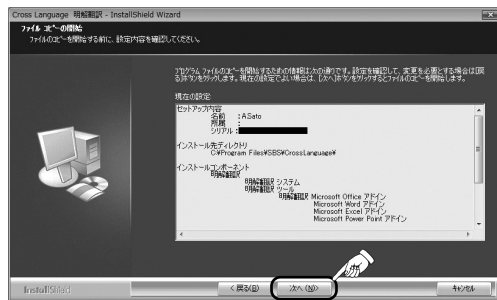 Cross Language 明解翻訳 - InstallShield Wizard
ファイル コピーの開始
ファイルのコピーを開始する前に、設定内容を確認してください。
プログラム ファイルのコピーを開始するための情報は次の通りです。設定を確認して、変更を必要とする場合は[戻
る]ボタンをクリックします。現在の設定でよい場合は、[次へ]ボタンをクリックするとファイルのコピーを開始します。
現在の設定:
セットアップ内容
名前 : A.Sato
所属 :
シリアル :
インストール先ディレクトリ
C:¥Program Files¥SBS¥CrossLanguage¥
インストールコンポーネント
明解翻訳
明解翻訳 システム
明解翻訳 ツール
明解翻訳 Microsoft Office アドイン
Microsoft Word アドイン
Microsoft Excel アドイン
Microsoft Power Point アドイン
InstallShield
< 戻る(B)
次へ (N)>
キャンセル